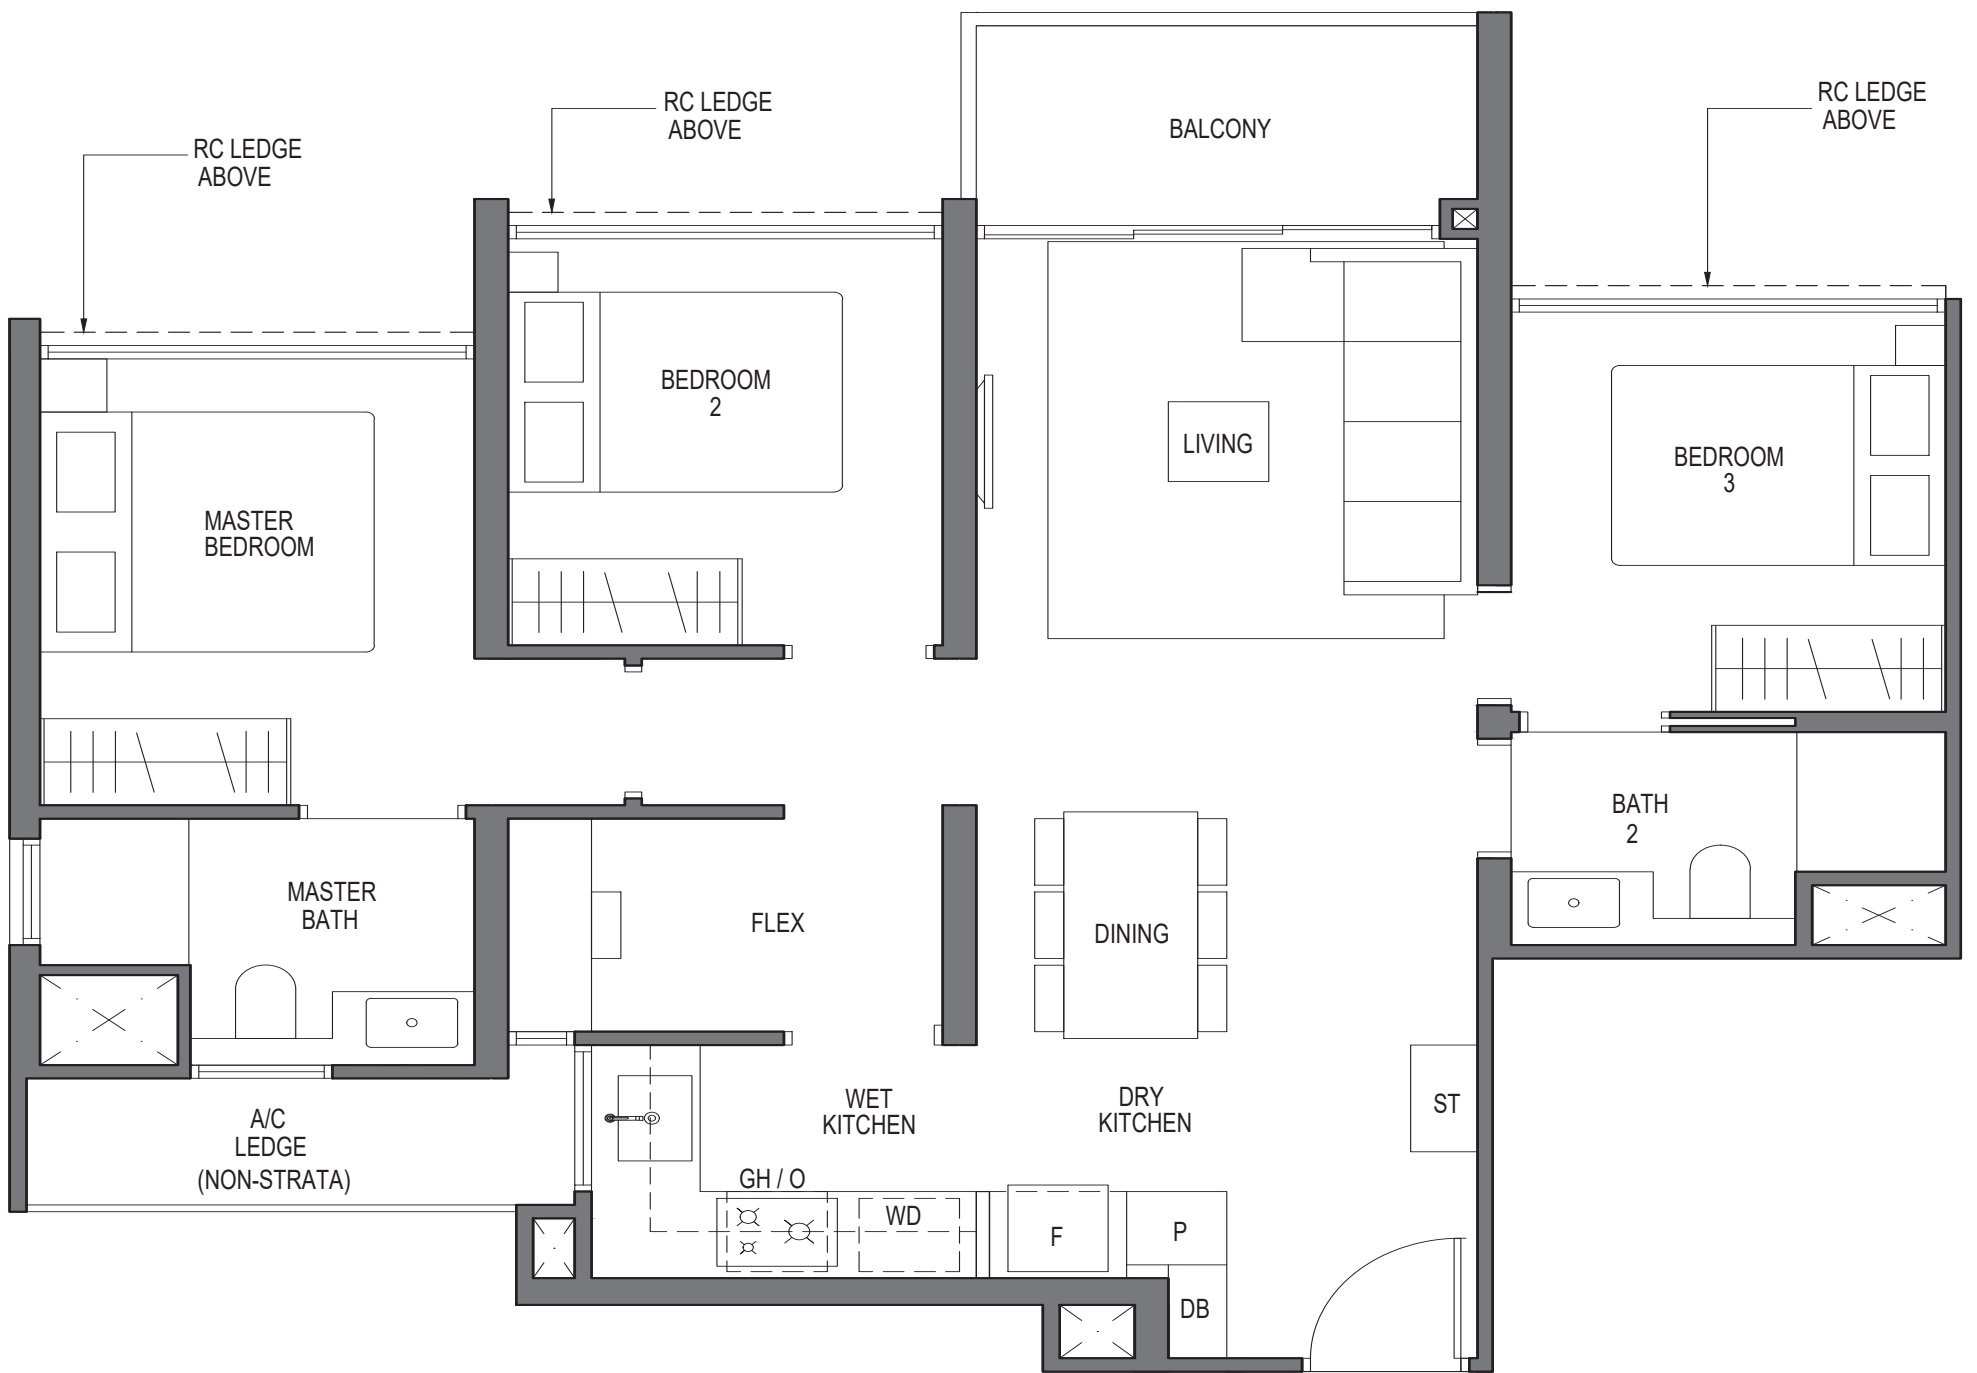 RC LEDGE
ABOVE
RC LEDGE
ABOVE
RC LEDGE
ABOVE
BALCONY
BEDROOM
2
LIVING
BEDROOM
3
MASTER
BEDROOM
BATH
2
MASTER
BATH
FLEX
DINING
A/C
LEDGE
(NON-STRATA)
WET
KITCHEN
DRY
KITCHEN
ST
GH / O
WD
F
P
DB